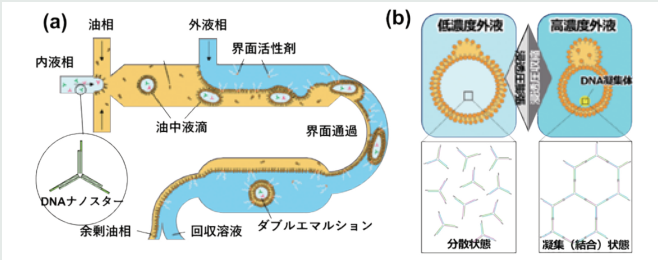 (a)
油相
外液相
内液相
界面活性剤
油中液滴
界面通過
DNAナノスター
余剰油相
回収溶液
ダブルエマルション
(b)
低濃度外液
高濃度外液
DNA凝集体
分散状態
凝集（結合）状態